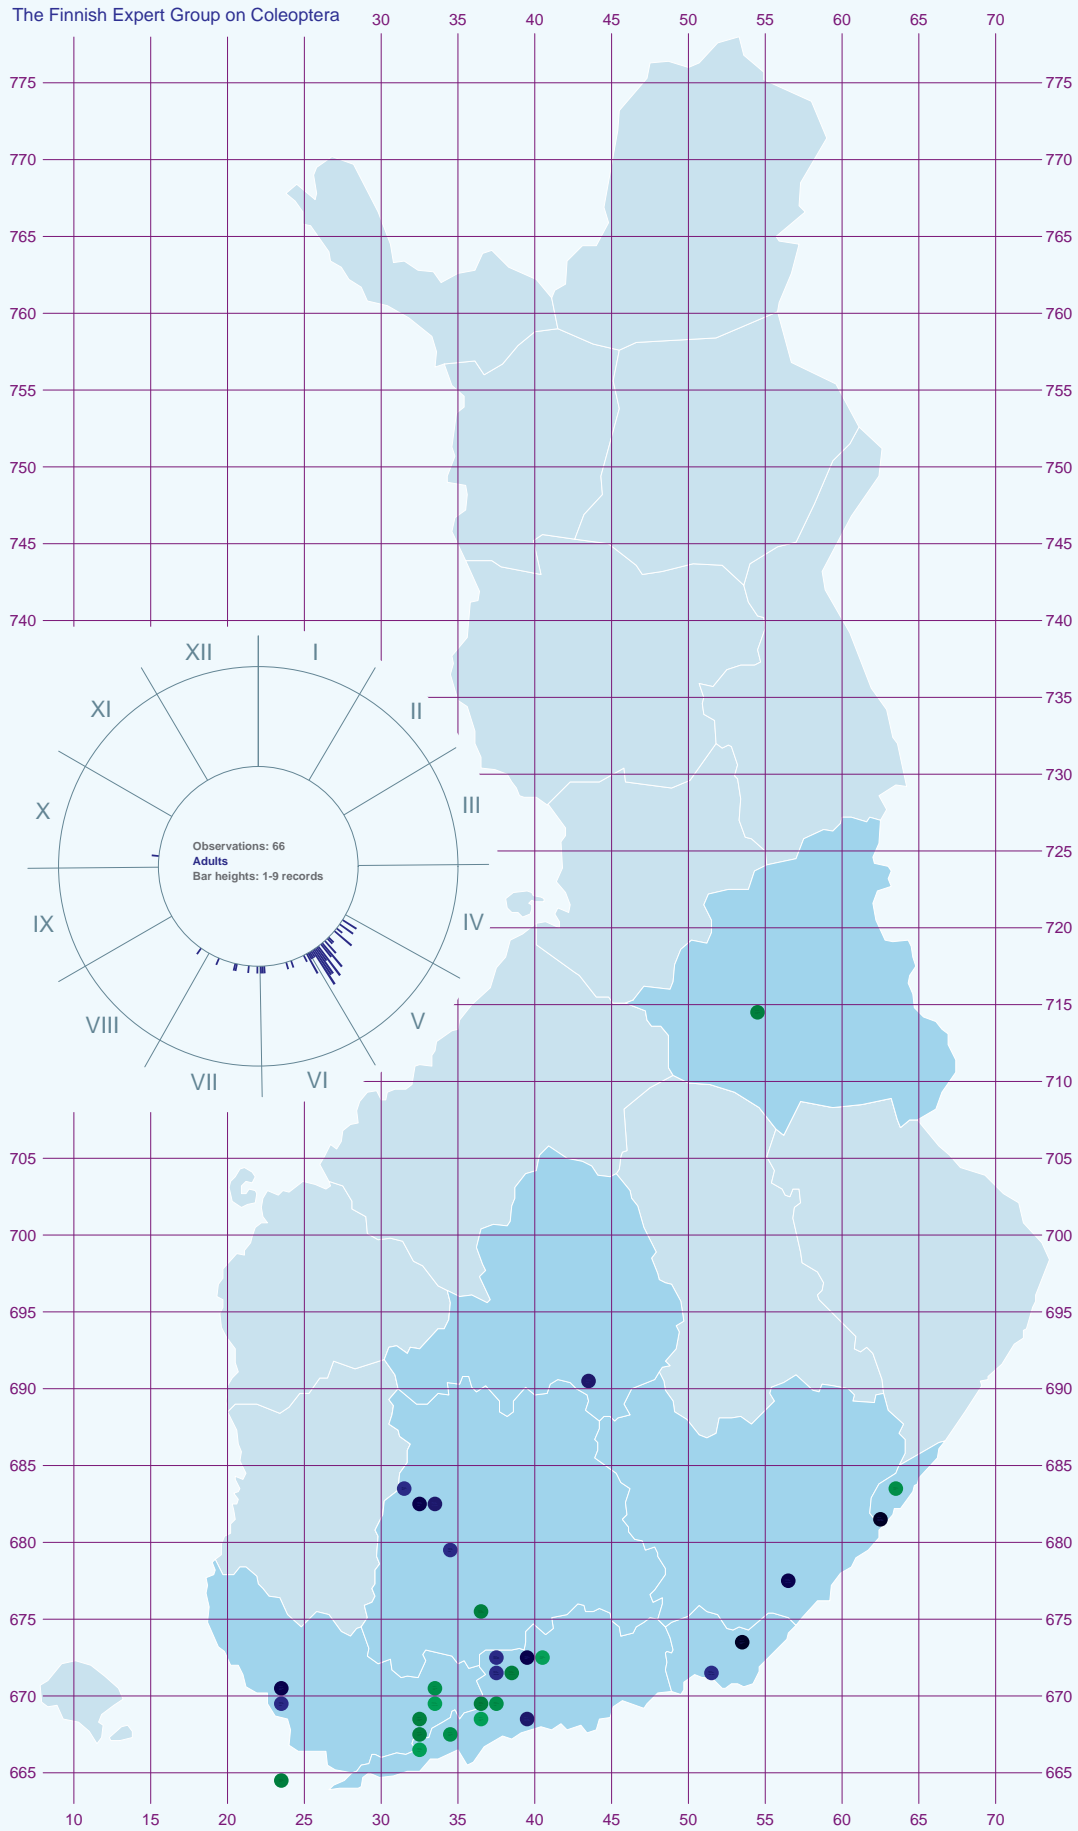 The Finnish Expert Group on Coleoptera
30 35 40 45 50 55 60 65 70
775 775
770 770
765 765
760 760
755 755
750 750
745 745
740 740
XII I
XI II
735
730
X III
725
Observations: 66
Adults
Bar heights: 1-9 records
IX IV
720
715
VIII V
VII VI
710
705 705
700 700
695 695
690 690
685 685
680 680
675 675
670 670
665 665
10 15 20 25 30 35 40 45 50 55 60 65 70